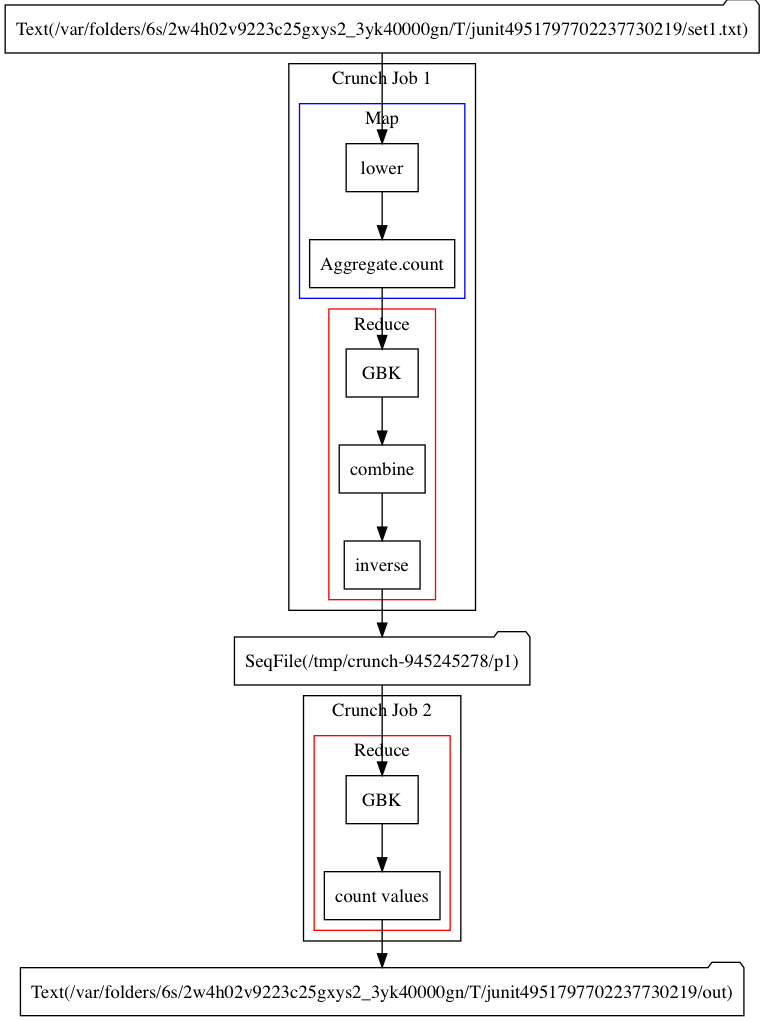 Text(/var/folders/6s/2w4h02v9223c25gxys2_3yk40000gn/T/junit4951797702237730219/set1.txt)
Crunch Job 1
Map
lower
Aggregate.count
Reduce
GBK
combine
inverse
SeqFile(/tmp/crunch-945245278/p1)
Crunch Job 2
Reduce
GBK
count values
Text(/var/folders/6s/2w4h02v9223c25gxys2_3yk40000gn/T/junit4951797702237730219/out)